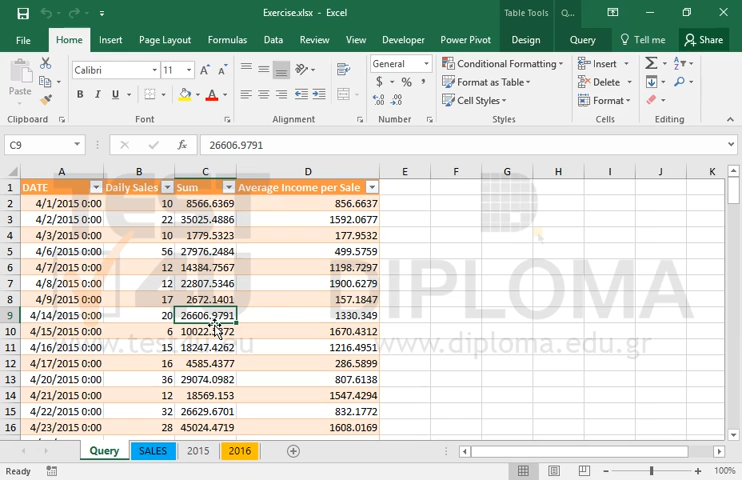 Exercise.xlsx - Excel
Table Tools
Q...
File Home Insert Page Layout Formulas Data Review View Developer Power Pivot Design Query Tell me Share
Paste
Calibri 11
General
Conditional Formatting
Format as Table
Cell Styles
Insert
Delete
Format
Clipboard Font Alignment Number Styles Cells Editing
C9 fx 26606.9791
A B C D E F G H I J K
1 DATE Daily Sales Sum Average Income per Sale
2 4/1/2015 0:00 10 8566.6369 856.6637
3 4/2/2015 0:00 22 35025.4886 1592.0677
4 4/3/2015 0:00 10 1779.5323 177.9532
5 4/6/2015 0:00 56 27976.2484 499.5759
6 4/7/2015 0:00 12 14384.7567 1198.7297
7 4/8/2015 0:00 12 22807.5346 1900.6279
8 4/9/2015 0:00 17 2672.1401 157.1847
9 4/14/2015 0:00 20 26606.9791 1330.349
10 4/15/2015 0:00 6 1670.4312
11 4/16/2015 0:00 15 18247.4262 1216.4951
12 4/17/2015 0:00 16 4585.4377 286.5899
13 4/20/2015 0:00 36 29074.0982 807.6138
14 4/21/2015 0:00 12 18569.153 1547.4294
15 4/22/2015 0:00 32 26629.6701 832.1772
16 4/23/2015 0:00 28 45024.4719 1608.0169
TEST
4U
DIPLOMA
www.diploma.edu.gr
Query SALES 2015 2016
Ready 100%